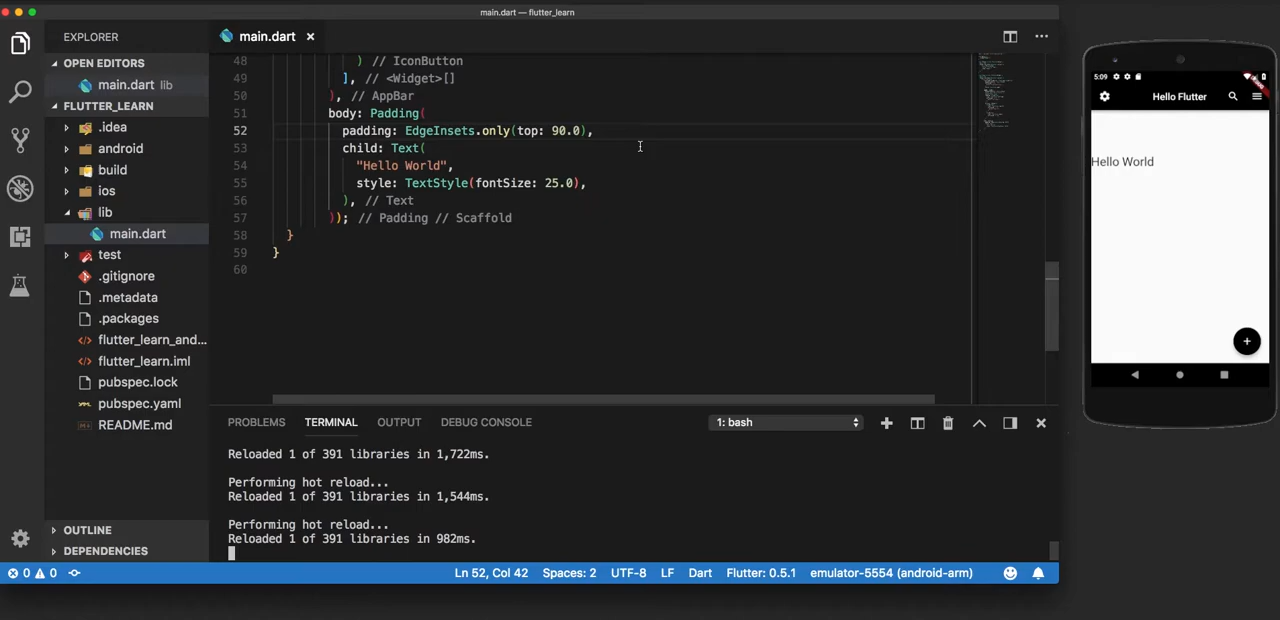 main.dart — flutter_learn
EXPLORER
OPEN EDITORS
main.dart lib
FLUTTER_LEARN
.idea
android
build
ios
lib
main.dart
test
.gitignore
.metadata
.packages
flutter_learn_and...
flutter_learn.iml
pubspec.lock
pubspec.yaml
README.md
OUTLINE
DEPENDENCIES
main.dart
48 ) // IconButton
49 ], // <Widget>[]
50 ), // AppBar
51 body: Padding(
52 padding: EdgeInsets.only(top: 90.0),
53 child: Text(
54 "Hello World",
55 style: TextStyle(fontSize: 25.0),
56 ), // Text
57 )); // Padding // Scaffold
58 }
59 }
60
PROBLEMS TERMINAL OUTPUT DEBUG CONSOLE 1: bash
Reloaded 1 of 391 libraries in 1,722ms.
Performing hot reload...
Reloaded 1 of 391 libraries in 1,544ms.
Performing hot reload...
Reloaded 1 of 391 libraries in 982ms.
0 0 Ln 52, Col 42 Spaces: 2 UTF-8 LF Dart Flutter: 0.5.1 emulator-5554 (android-arm)
5:09
Hello Flutter
Hello World